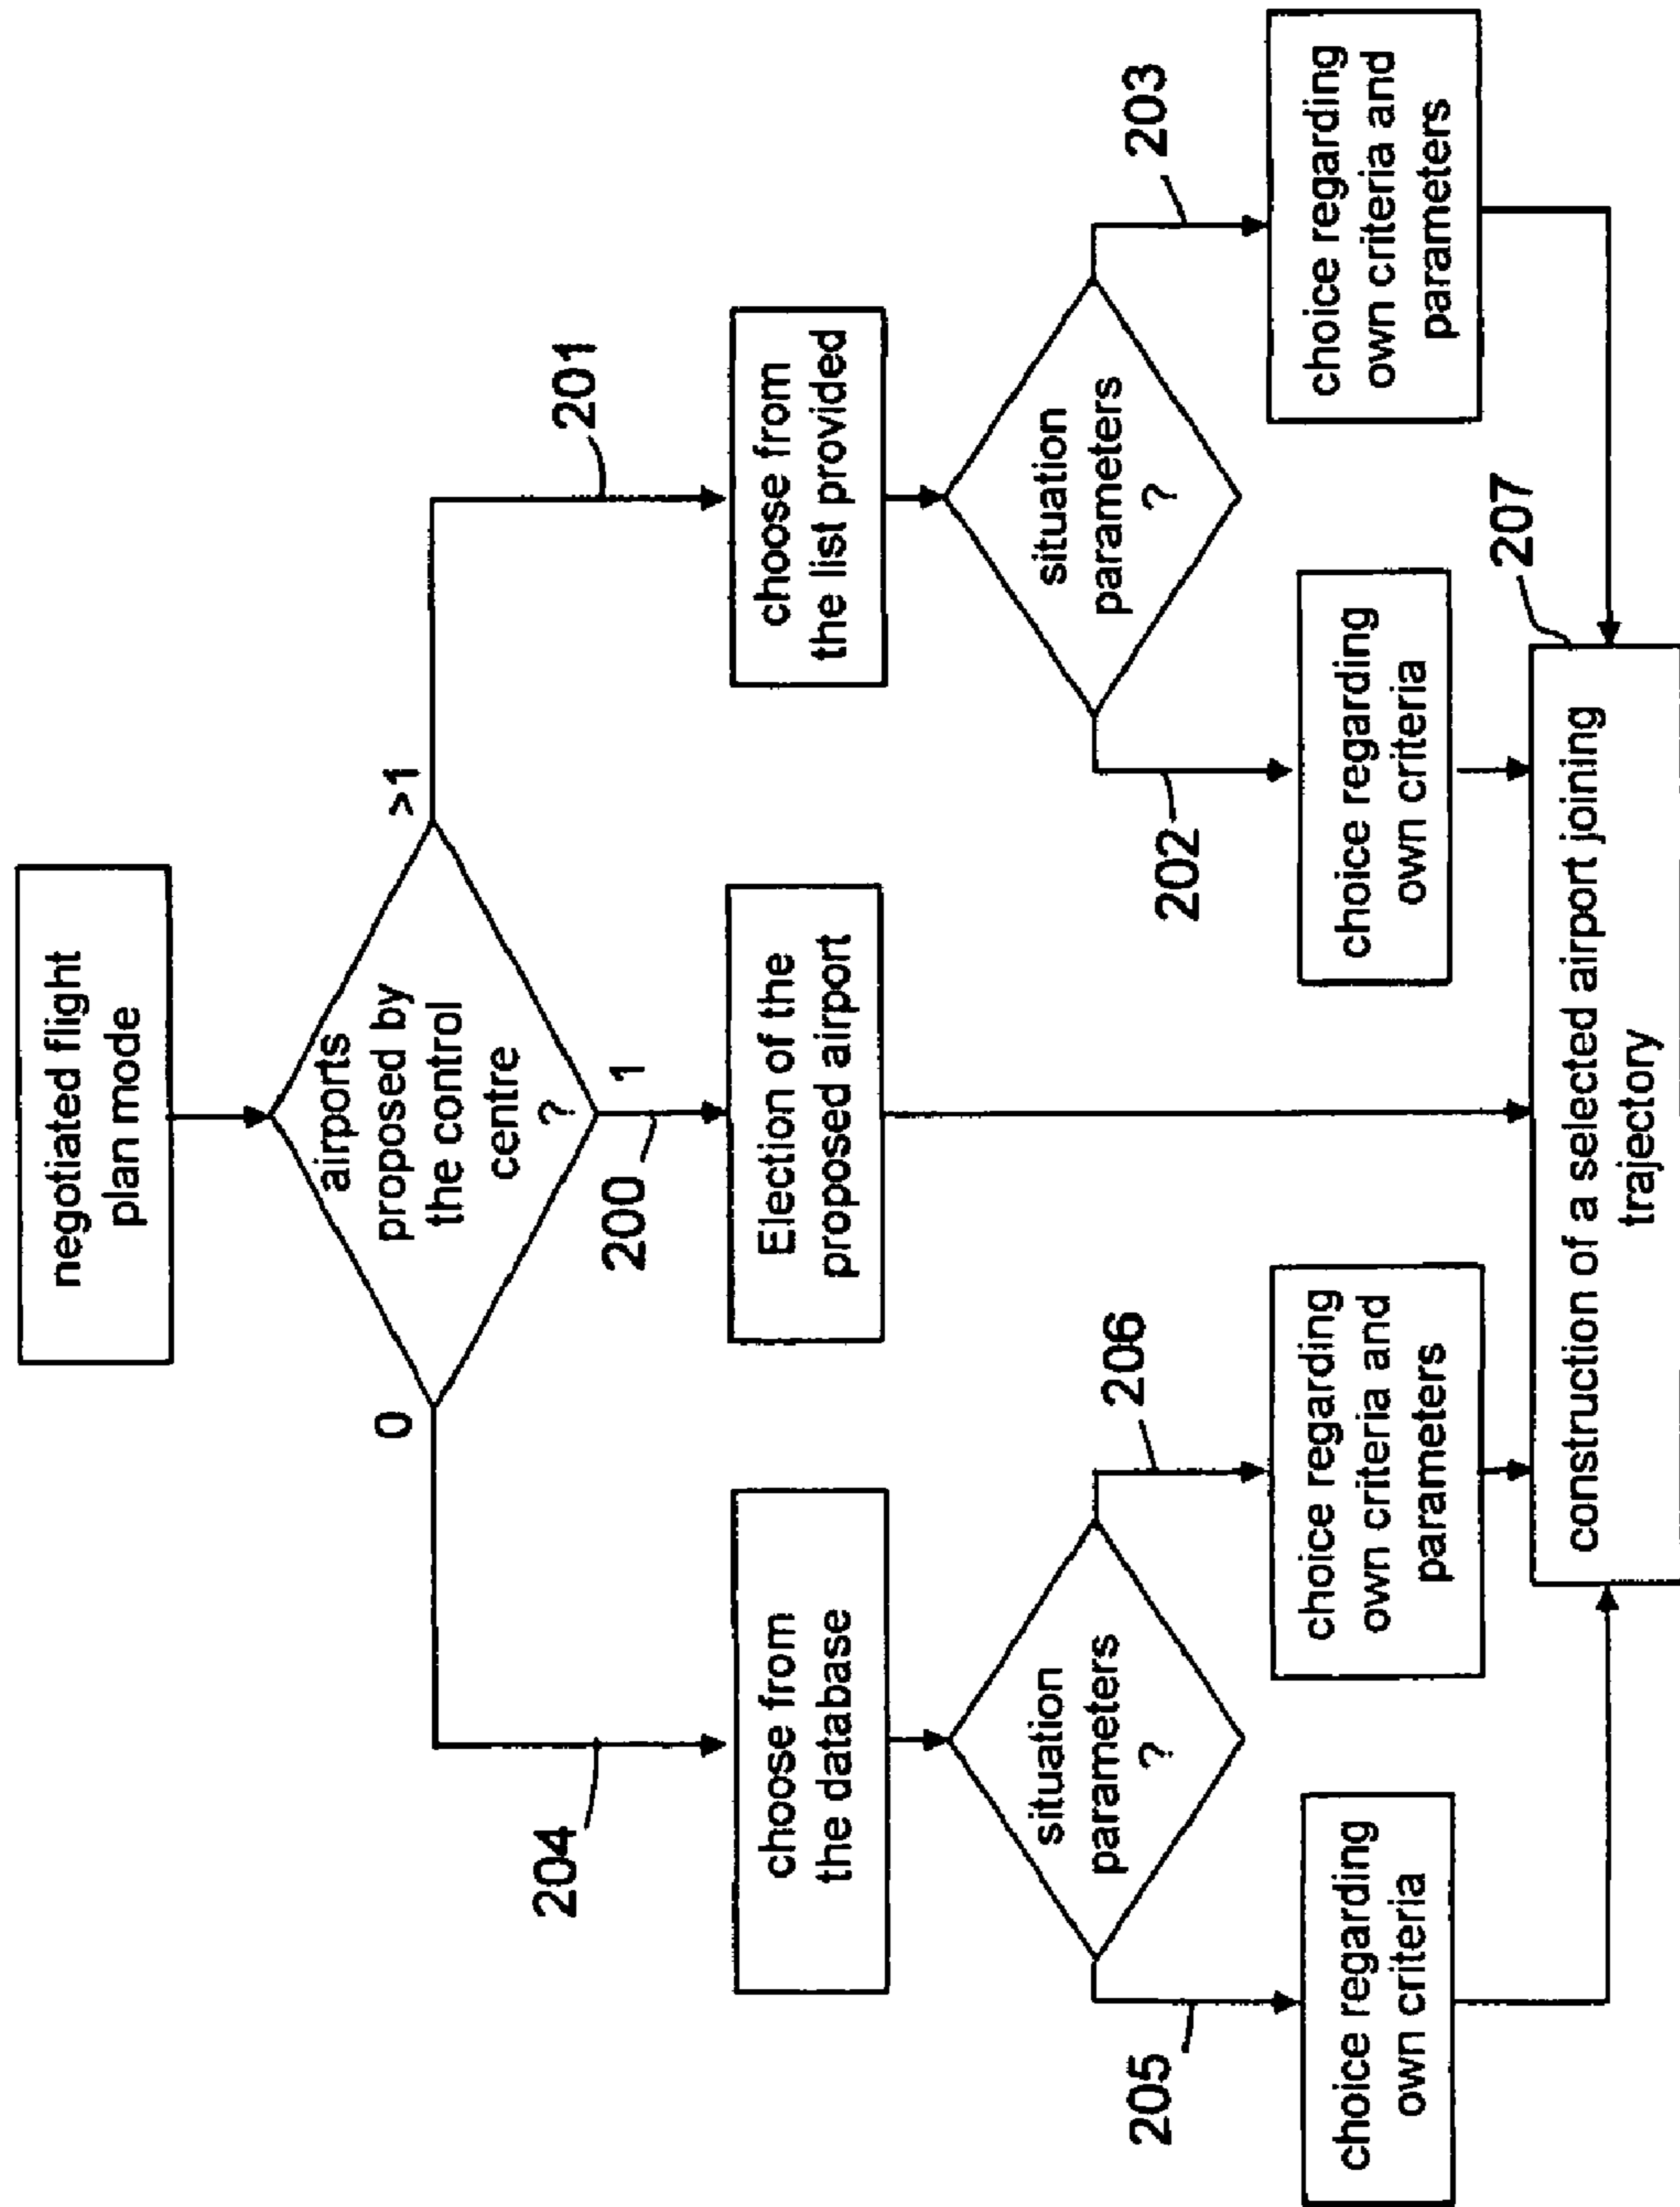 negotiated flight
plan mode
airports
proposed by
the control
centre
?
0
1
>1
204
200
201
choose from
the database
Election of the
proposed airport
choose from
the list provided
situation
parameters
?
situation
parameters
?
205
206
202
203
choice regarding
own criteria
choice regarding
own criteria and
parameters
choice regarding
own criteria
choice regarding
own criteria and
parameters
207
construction of a selected airport joining
trajectory